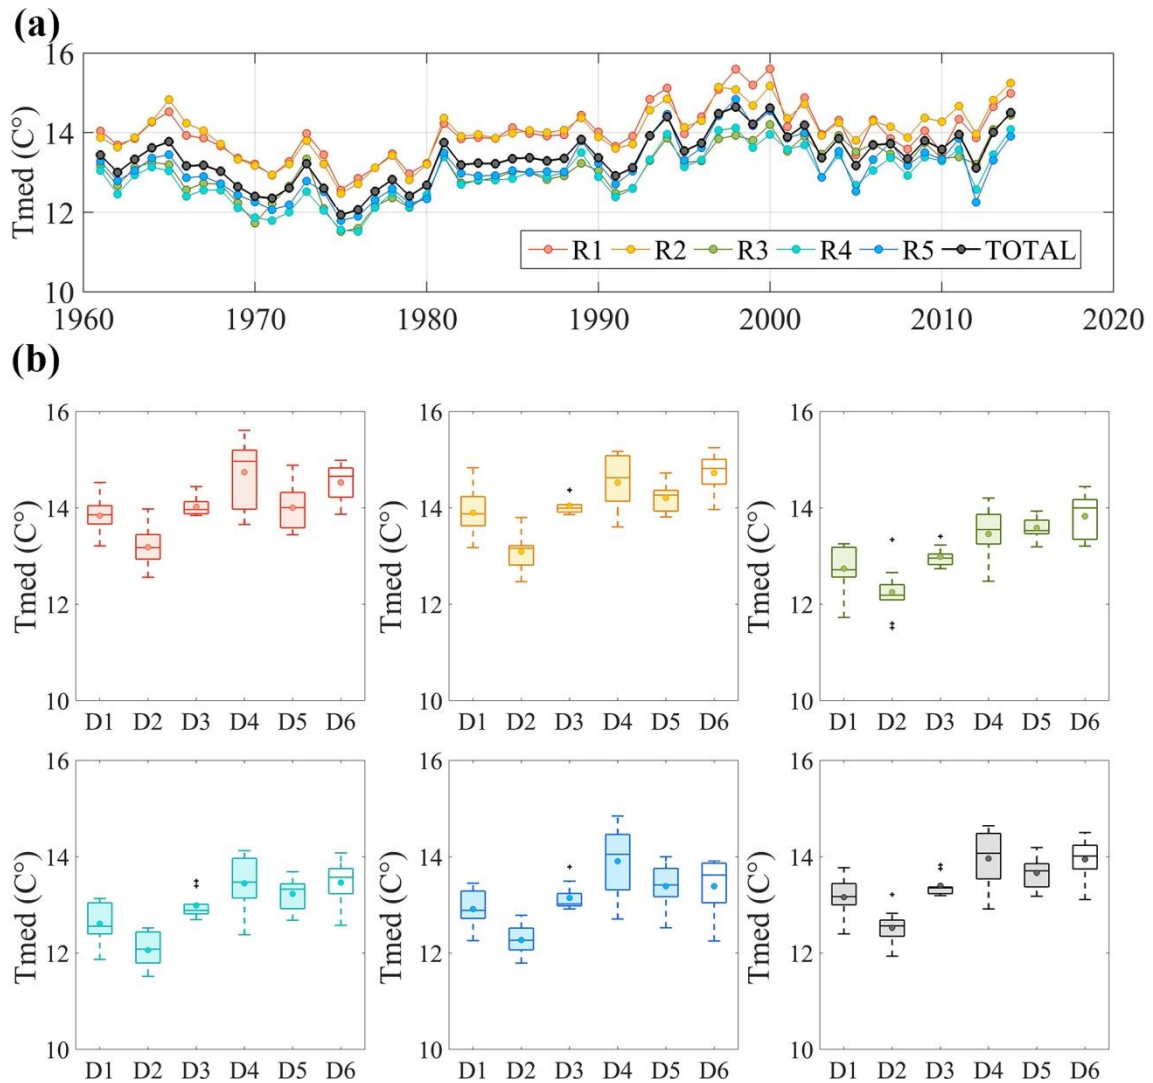 (a)
16
14
12
10
Tmed (C°)
R1 R2 R3 R4 R5 TOTAL
1960 1970 1980 1990 2000 2010 2020
(b)
16 16 16
14 14 14
12 12 12
10 10 10
Tmed (C°) Tmed (C°) Tmed (C°)
D1 D2 D3 D4 D5 D6 D1 D2 D3 D4 D5 D6 D1 D2 D3 D4 D5 D6
16 16 16
14 14 14
12 12 12
10 10 10
Tmed (C°) Tmed (C°) Tmed (C°)
D1 D2 D3 D4 D5 D6 D1 D2 D3 D4 D5 D6 D1 D2 D3 D4 D5 D6